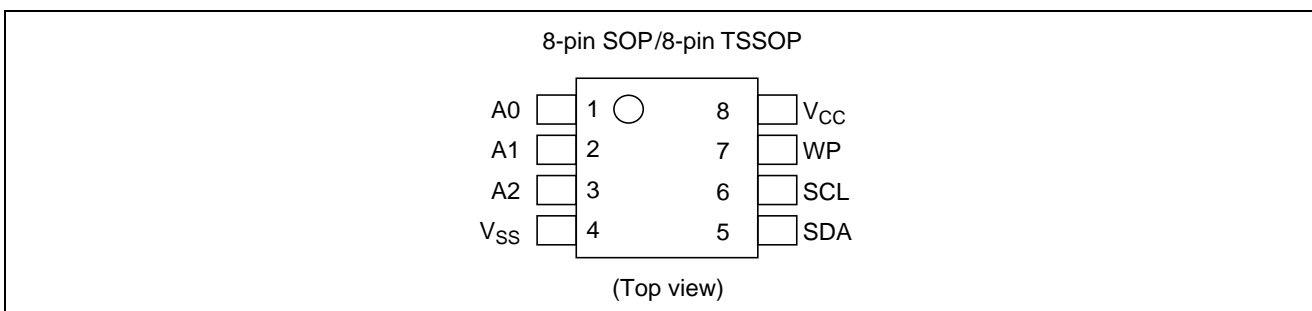 8-pin SOP/8-pin TSSOP
A0 1 8 VCC
A1 2 7 WP
A2 3 6 SCL
VSS 4 5 SDA
(Top view)